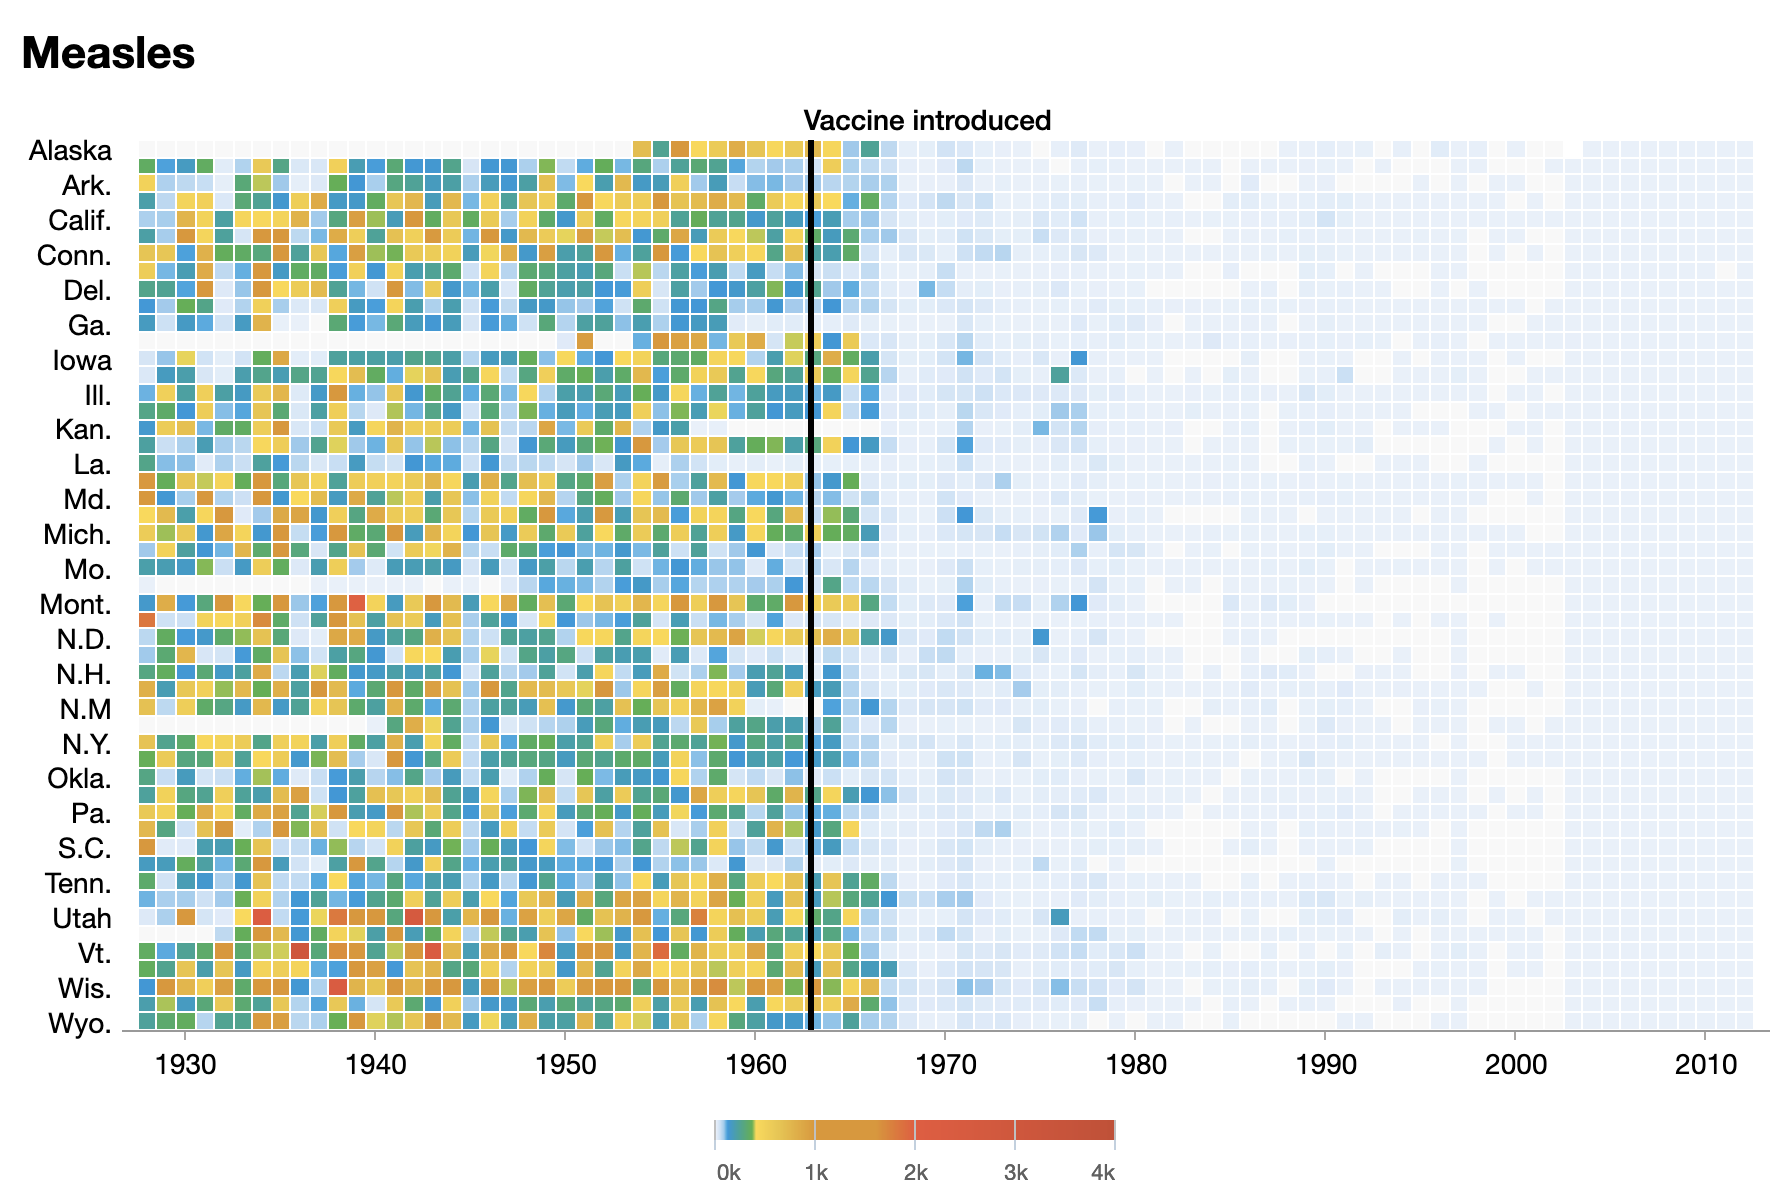 Measles
Vaccine introduced
Alaska
Ark.
Calif.
Conn.
Del.
Ga.
Iowa
Ill.
Kan.
La.
Md.
Mich.
Mo.
Mont.
N.D.
N.H.
N.M
N.Y.
Okla.
Pa.
S.C.
Tenn.
Utah
Vt.
Wis.
Wyo.
1930 1940 1950 1960 1970 1980 1990 2000 2010
0k 1k 2k 3k 4k